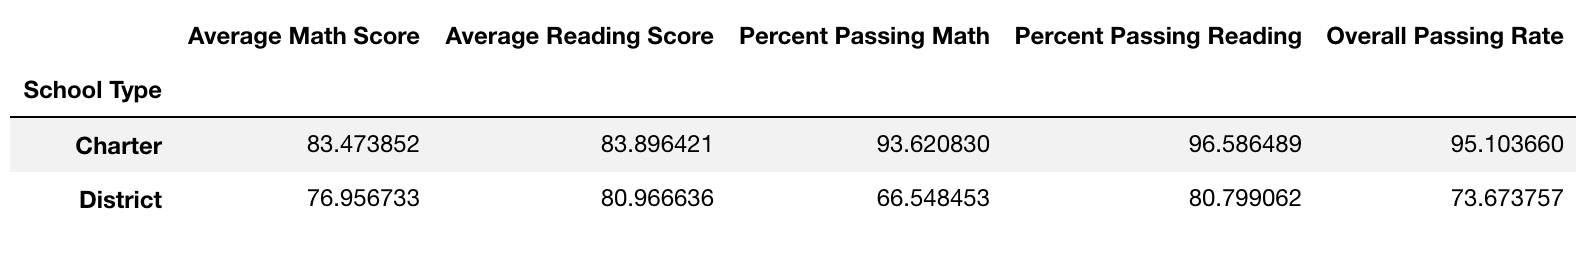 Average Math Score Average Reading Score Percent Passing Math Percent Passing Reading Overall Passing Rate
School Type
Charter 83.473852 83.896421 93.620830 96.586489 95.103660
District 76.956733 80.966636 66.548453 80.799062 73.673757